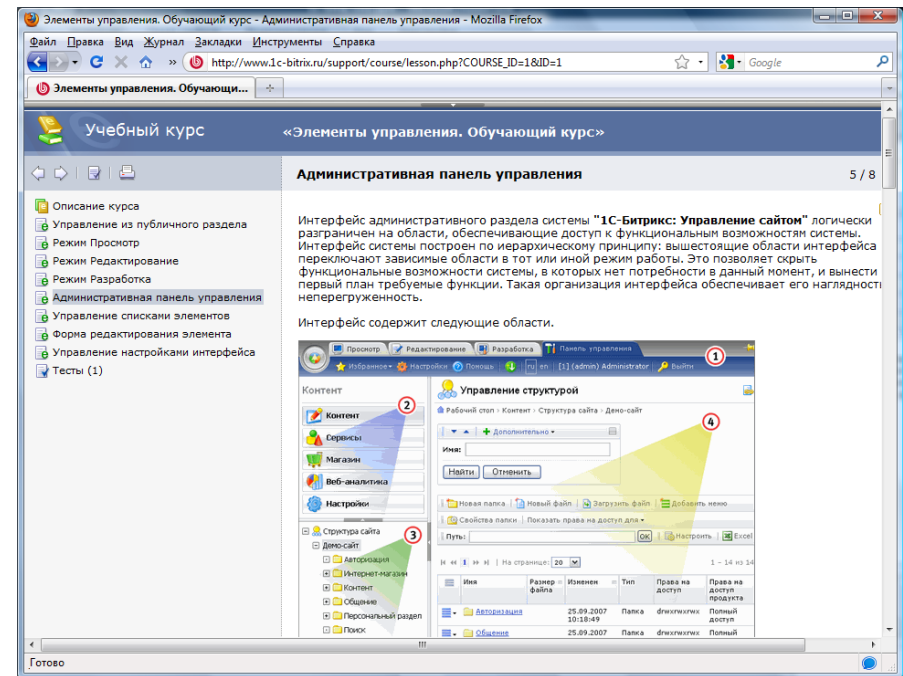 Элементы управления. Обучающий курс - Административная панель управления - Mozilla Firefox
Файл Правка Вид Журнал Закладки Инструменты Справка
http://www.1c-bitrix.ru/support/course/lesson.php?COURSE_ID=1&ID=1
Google
Элементы управления. Обучающи...
Учебный курс
«Элементы управления. Обучающий курс»
Административная панель управления
5 / 8
Описание курса
Управление из публичного раздела
Режим Просмотр
Режим Редактирование
Режим Разработка
Административная панель управления
Управление списками элементов
Форма редактирования элемента
Управление настройками интерфейса
Тесты (1)
Интерфейс административного раздела системы "1С-Битрикс: Управление сайтом" логически
разграничен на области, обеспечивающие доступ к функциональным возможностям системы.
Интерфейс системы построен по иерархическому принципу: вышестоящие области интерфейса
переключают зависимые области в тот или иной режим работы. Это позволяет скрыть
функциональные возможности системы, в которых нет потребности в данный момент, и вынести
первый план требуемые функции. Такая организация интерфейса обеспечивает его наглядност
неперегруженность.
Интерфейс содержит следующие области.
Просмотр Редактирование Разработка Панель управления
1
Избранное Настройки Помощь ru en [1] (admin) Administrator Выйти
Контент
2
Контент
Сервисы
Магазин
Веб-аналитика
Настройки
Структура сайта
3
Демо-сайт
Авторизация
Интернет-магазин
Контент
Общение
Персональный раздел
Поиск
Управление структурой
Рабочий стол › Контент › Структура сайта › Демо-сайт
4
Дополнительно
Имя:
Найти Отменить
Новая папка Новый файл Загрузить файл Добавить меню
Свойства папки Показать права на доступ для
Путь: OK Настроить Excel
1 На странице: 20 1 - 14 из 14
Имя Размер файла Изменен Тип Права на доступ Права на доступ продукта
Авторизация 25.09.2007 10:18:49 Папка drwxrwxrwx Полный доступ
Общение 25.09.2007 Папка drwxrwxrwx Полный
Готово